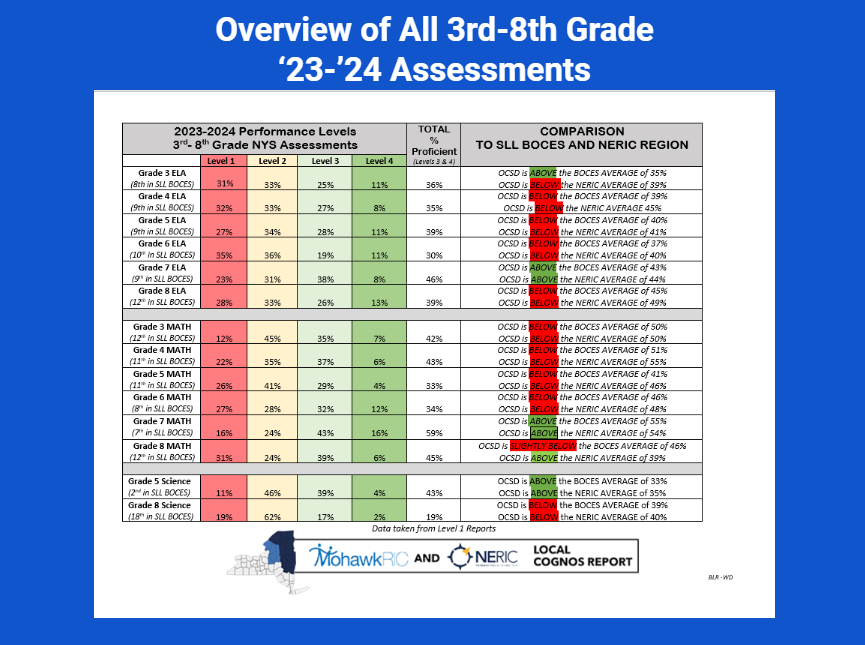 Overview of All 3rd-8th Grade
‘23-’24 Assessments
2023-2024 Performance Levels
3rd- 8th Grade NYS Assessments
TOTAL
%
Proficient
(Levels 3 & 4)
COMPARISON
TO SLL BOCES AND NERIC REGION
Level 1 Level 2 Level 3 Level 4
Grade 3 ELA
(8th in SLL BOCES) 31% 33% 25% 11% 36%
OCSD is ABOVE the BOCES AVERAGE of 35%
OCSD is BELOW the NERIC AVERAGE of 39%
Grade 4 ELA
(9th in SLL BOCES) 32% 33% 27% 8% 35%
OCSD is BELOW the BOCES AVERAGE of 39%
OCSD is BELOW the NERIC AVERAGE 45%
Grade 5 ELA
(9th in SLL BOCES) 27% 34% 28% 11% 39%
OCSD is BELOW the BOCES AVERAGE of 40%
OCSD is BELOW the NERIC AVERAGE of 41%
Grade 6 ELA
(10th in SLL BOCES) 35% 36% 19% 11% 30%
OCSD is BELOW the BOCES AVERAGE of 37%
OCSD is BELOW the NERIC AVERAGE of 40%
Grade 7 ELA
(9th in SLL BOCES) 23% 31% 38% 8% 46%
OCSD is ABOVE the BOCES AVERAGE of 43%
OCSD is ABOVE the NERIC AVERAGE of 44%
Grade 8 ELA
(12th in SLL BOCES) 28% 33% 26% 13% 39%
OCSD is BELOW the BOCES AVERAGE of 45%
OCSD is BELOW the NERIC AVERAGE of 49%
Grade 3 MATH
(12th in SLL BOCES) 12% 45% 35% 7% 42%
OCSD is BELOW the BOCES AVERAGE of 50%
OCSD is BELOW the NERIC AVERAGE of 50%
Grade 4 MATH
(11th in SLL BOCES) 22% 35% 37% 6% 43%
OCSD is BELOW the BOCES AVERAGE of 51%
OCSD is BELOW the NERIC AVERAGE of 55%
Grade 5 MATH
(11th in SLL BOCES) 26% 41% 29% 4% 33%
OCSD is BELOW the BOCES AVERAGE of 41%
OCSD is BELOW the NERIC AVERAGE of 46%
Grade 6 MATH
(8th in SLL BOCES) 27% 28% 32% 12% 34%
OCSD is BELOW the BOCES AVERAGE of 46%
OCSD is BELOW the NERIC AVERAGE of 48%
Grade 7 MATH
(7th in SLL BOCES) 16% 24% 43% 16% 59%
OCSD is ABOVE the BOCES AVERAGE of 55%
OCSD is ABOVE the NERIC AVERAGE of 54%
Grade 8 MATH
(12th in SLL BOCES) 31% 24% 39% 6% 45%
OCSD is SLIGHTLY BELOW the BOCES AVERAGE of 46%
OCSD is ABOVE the NERIC AVERAGE of 39%
Grade 5 Science
(2nd in SLL BOCES) 11% 46% 39% 4% 43%
OCSD is ABOVE the BOCES AVERAGE of 33%
OCSD is ABOVE the NERIC AVERAGE of 35%
Grade 8 Science
(18th in SLL BOCES) 19% 62% 17% 2% 19%
OCSD is BELOW the BOCES AVERAGE of 39%
OCSD is BELOW the NERIC AVERAGE of 40%
Data taken from Level 1 Reports
MohawkRIC AND NERIC
LOCAL
COGNOS REPORT
BLR -WD